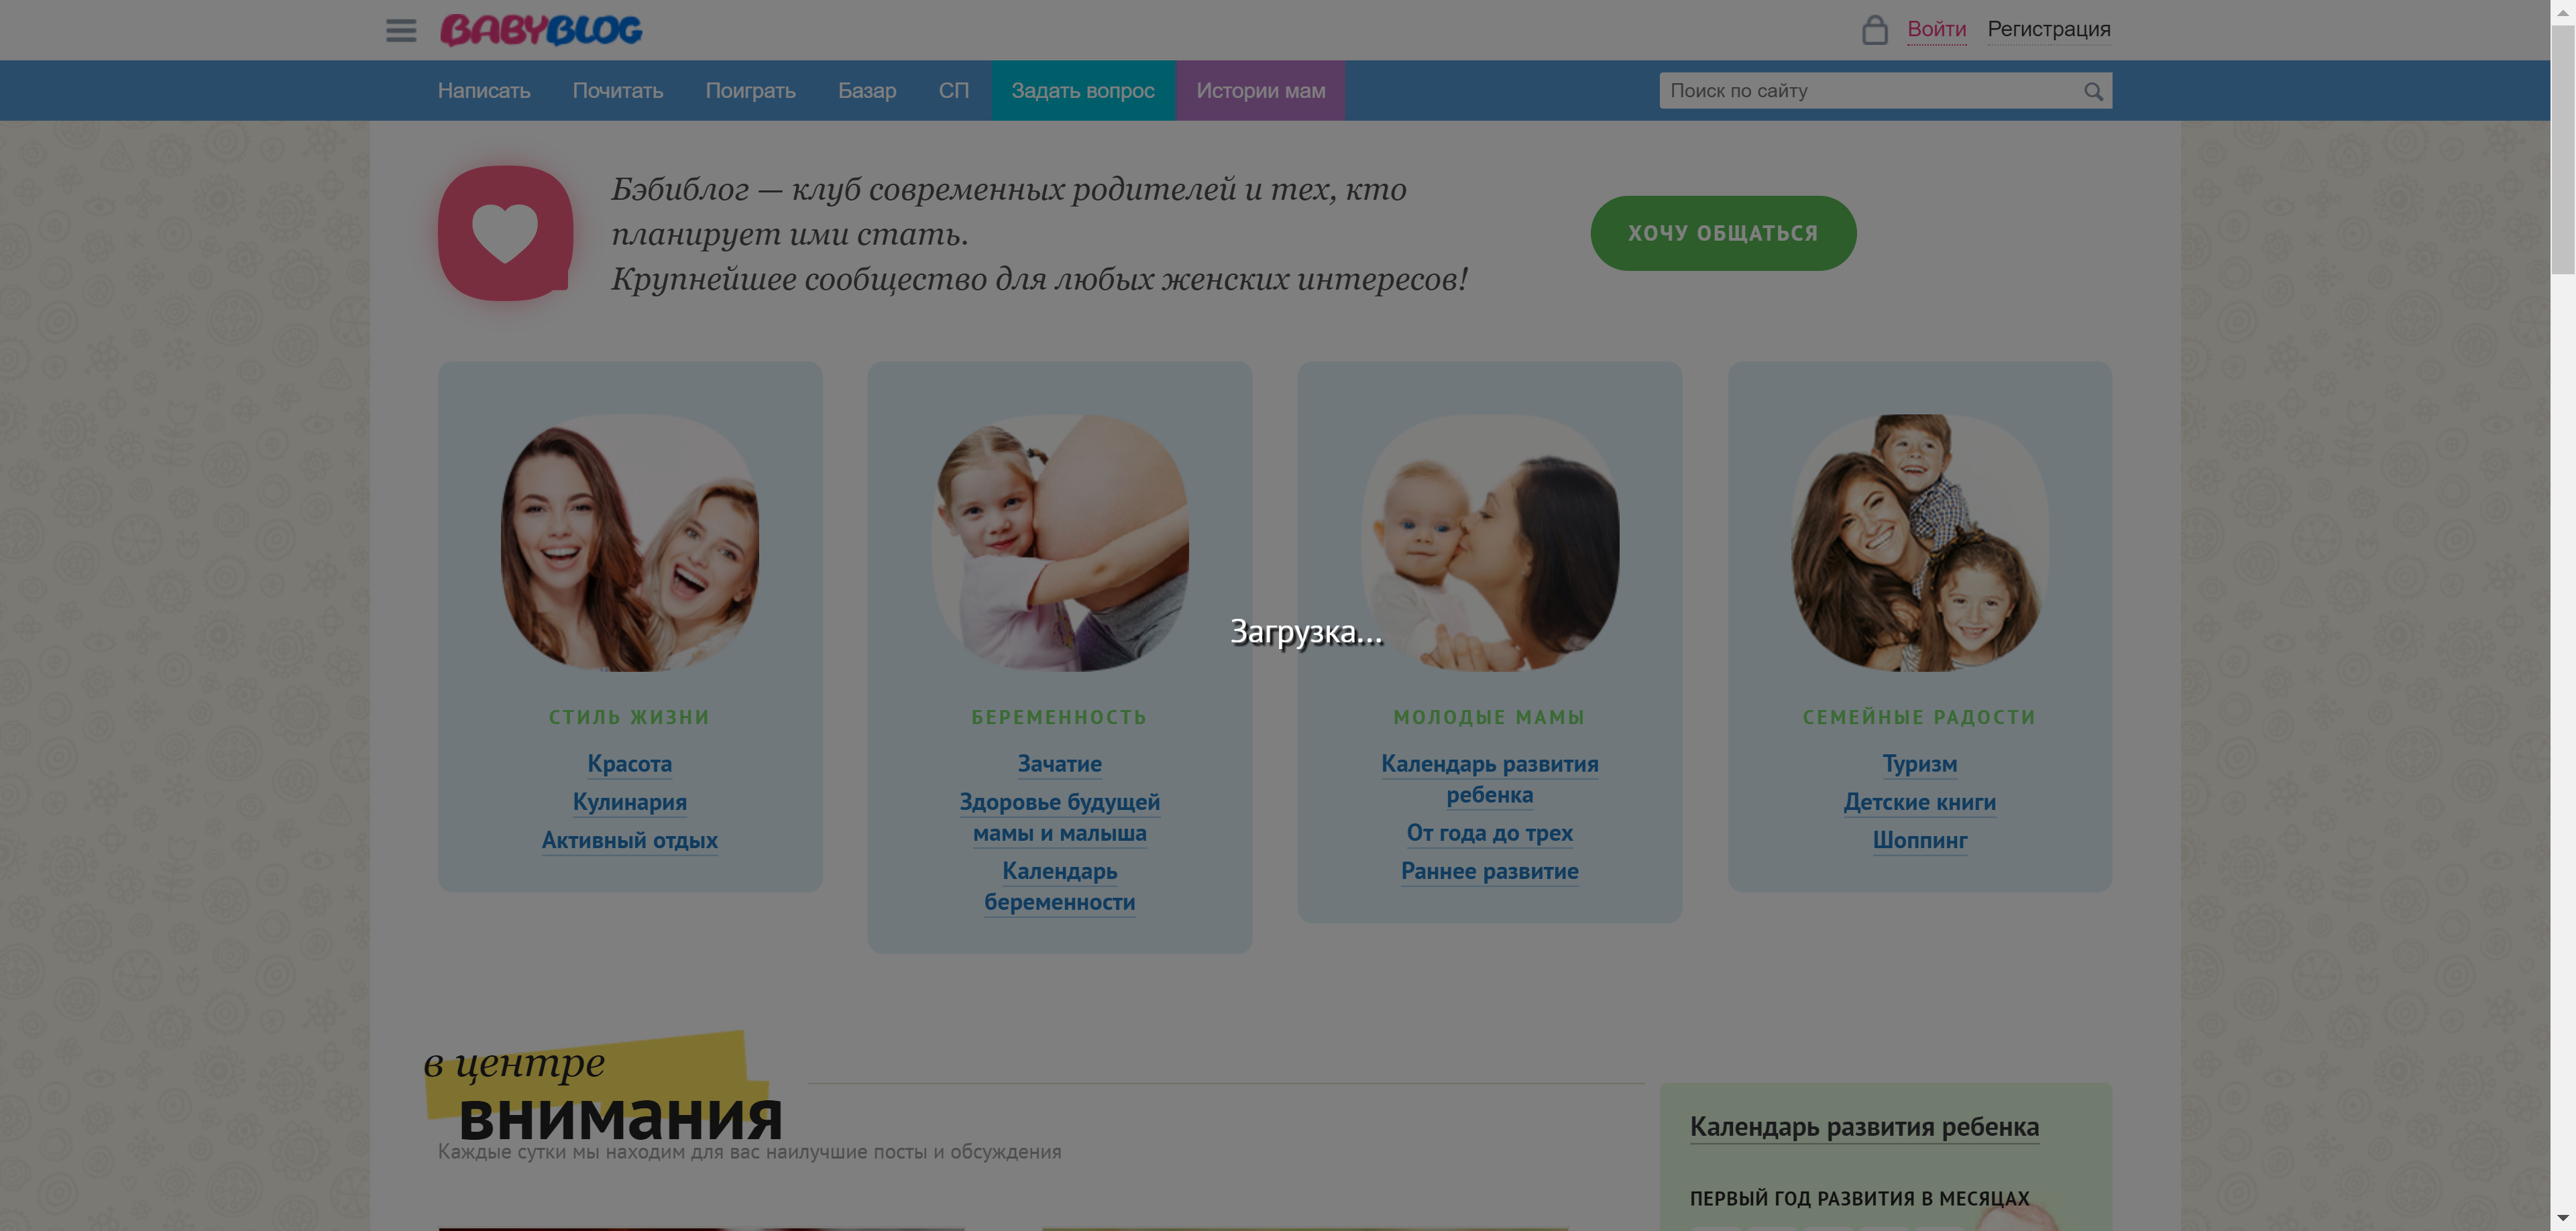 BABYBLOG
Войти Регистрация
Написать Почитать Поиграть Базар СП Задать вопрос Истории мам Поиск по сайту
Бэбиблог — клуб современных родителей и тех, кто
планирует ими стать.
Крупнейшее сообщество для любых женских интересов!
ХОЧУ ОБЩАТЬСЯ
Загрузка...
СТИЛЬ ЖИЗНИ
Красота
Кулинария
Активный отдых
БЕРЕМЕННОСТЬ
Зачатие
Здоровье будущей
мамы и малыша
Календарь
беременности
МОЛОДЫЕ МАМЫ
Календарь развития
ребенка
От года до трех
Раннее развитие
СЕМЕЙНЫЕ РАДОСТИ
Туризм
Детские книги
Шоппинг
в центре
внимания
Каждые сутки мы находим для вас наилучшие посты и обсуждения
Календарь развития ребенка
ПЕРВЫЙ ГОД РАЗВИТИЯ В МЕСЯЦАХ